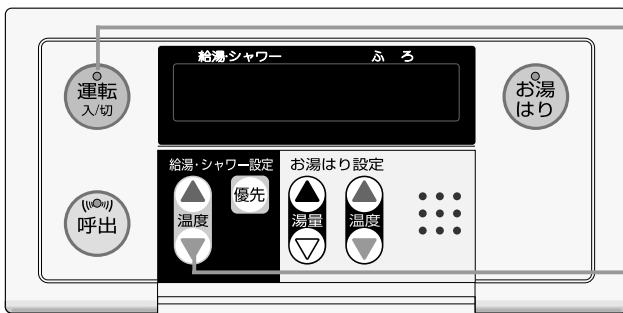 給湯・シャワー ふろ
運転
入/切
お湯
はり
給湯・シャワー設定 お湯はり設定
優先
温度 湯量 温度
呼出